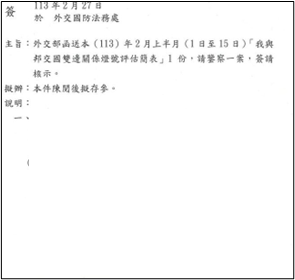 簽
113年2月27日
於 外交國防法務處
主旨：外交部函送本（113）年2月上半月（1日至15日）「我與
邦交國雙邊關係燈號評估簡表」1份，請鑒察一案，簽請
核示。
擬辦：本件陳閱後擬存參。
說明：
一、
（